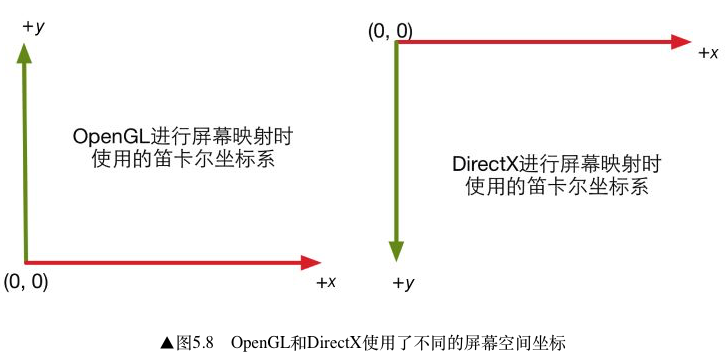 +y
OpenGL进行屏幕映射时
使用的笛卡尔坐标系
(0, 0)
+x
(0, 0)
+x
DirectX进行屏幕映射时
使用的笛卡尔坐标系
+y
▲图5.8 OpenGL和DirectX使用了不同的屏幕空间坐标